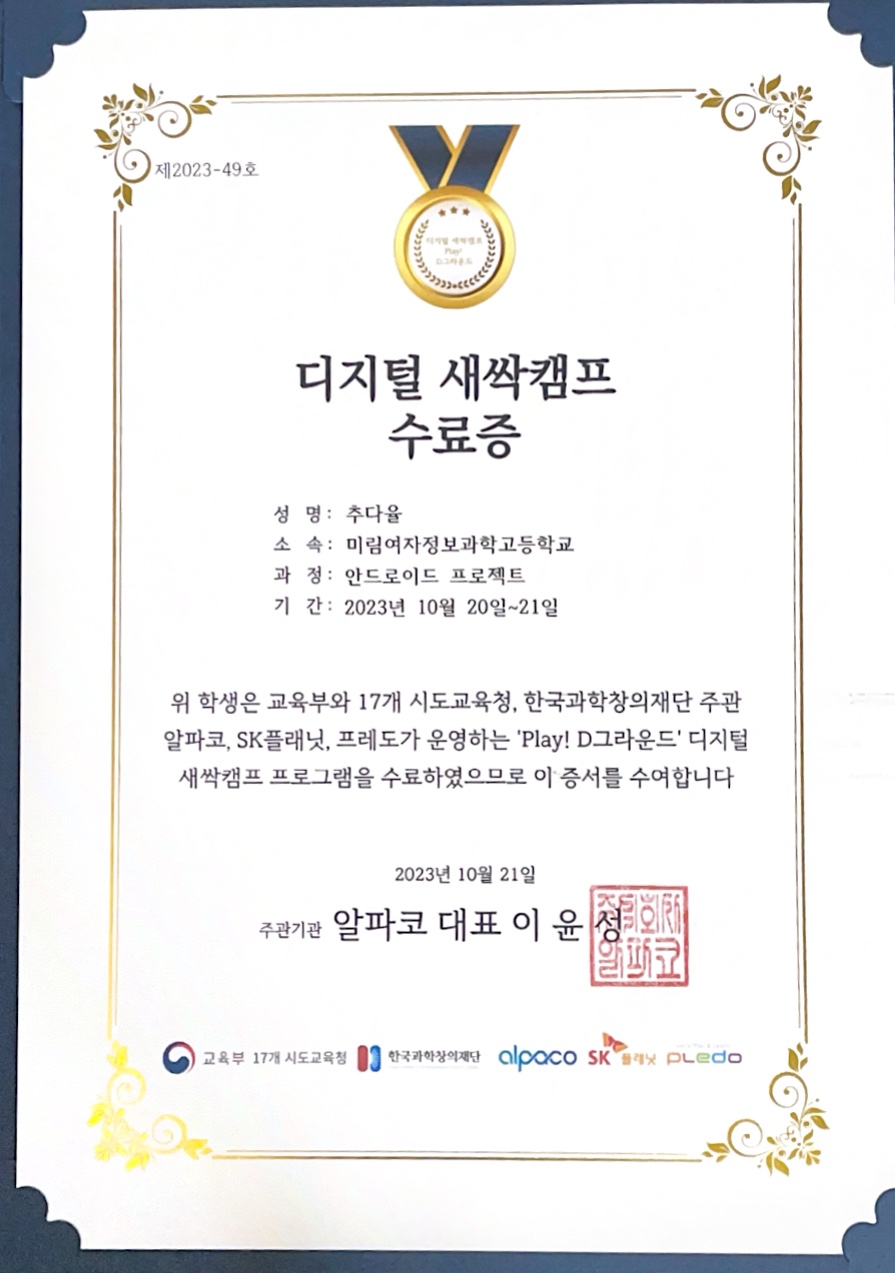 제2023-49호
디지털 새싹캠프
Play!
D그라운드
디지털 새싹캠프
수료증
성 명: 추다율
소 속: 미림여자정보과학고등학교
과 정: 안드로이드 프로젝트
기 간: 2023년 10월 20일~21일
위 학생은 교육부와 17개 시도교육청, 한국과학창의재단 주관
알파코, SK플래닛, 프레도가 운영하는 'Play! D그라운드' 디지털
새싹캠프 프로그램을 수료하였으므로 이 증서를 수여합니다
2023년 10월 21일
주관기관 알파코 대표 이 윤 성
주식회사
알파코
교육부 17개 시도교육청 한국과학창의재단 alpaco SK 플래닛 PLedo